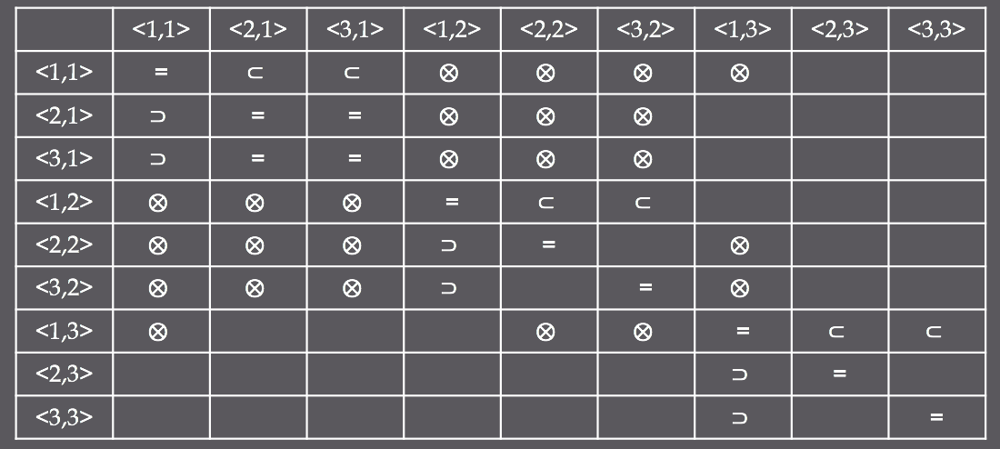 <1,1> <2,1> <3,1> <1,2> <2,2> <3,2> <1,3> <2,3> <3,3>
<1,1> = ⊂ ⊂ ⊗ ⊗ ⊗ ⊗
<2,1> ⊃ = = ⊗ ⊗ ⊗
<3,1> ⊃ = = ⊗ ⊗ ⊗
<1,2> ⊗ ⊗ ⊗ = ⊂ ⊂
<2,2> ⊗ ⊗ ⊗ ⊃ = ⊗
<3,2> ⊗ ⊗ ⊗ ⊃ = ⊗
<1,3> ⊗ ⊗ ⊗ = ⊂ ⊂
<2,3> ⊃ =
<3,3> ⊃ =